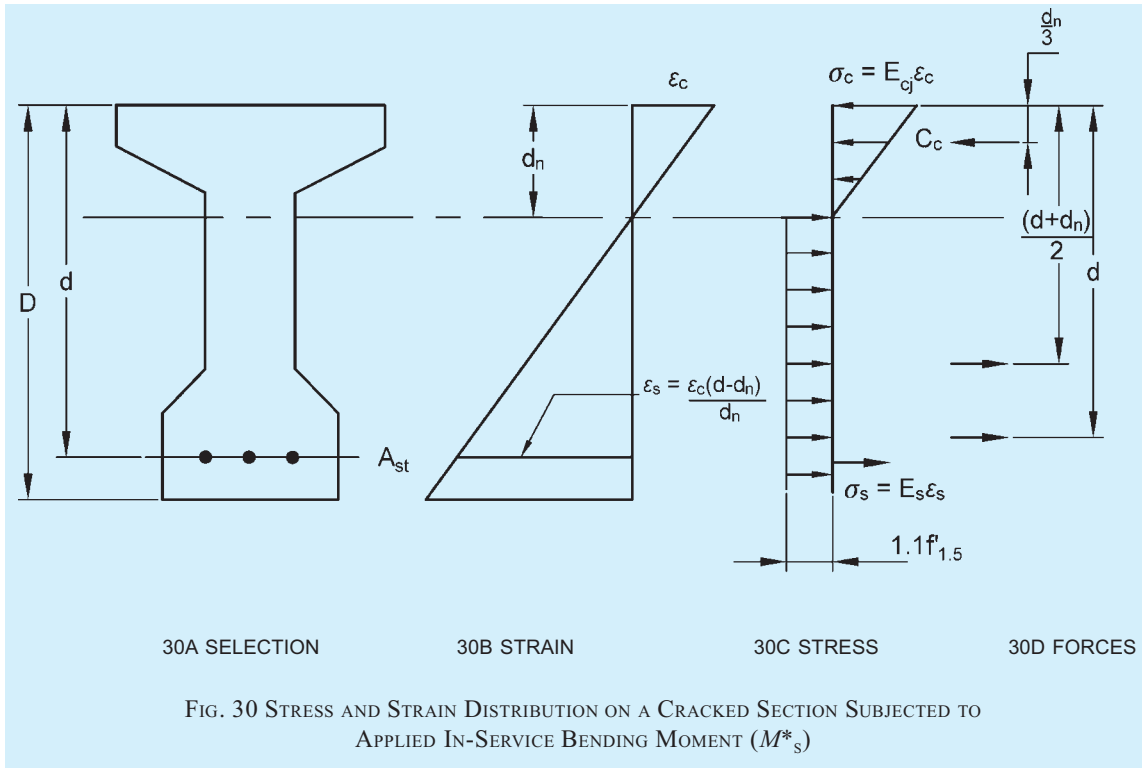 d_n
3
ε_c
σ_c = E_cj ε_c
d_n
C_c
(d+d_n)
2
D
d
d
ε_s = ε_c(d-d_n)
d_n
A_st
σ_s = E_s ε_s
1.1f'_1.5
30A SELECTION 30B STRAIN 30C STRESS 30D FORCES
FIG. 30 STRESS AND STRAIN DISTRIBUTION ON A CRACKED SECTION SUBJECTED TO
APPLIED IN-SERVICE BENDING MOMENT (M*_S)